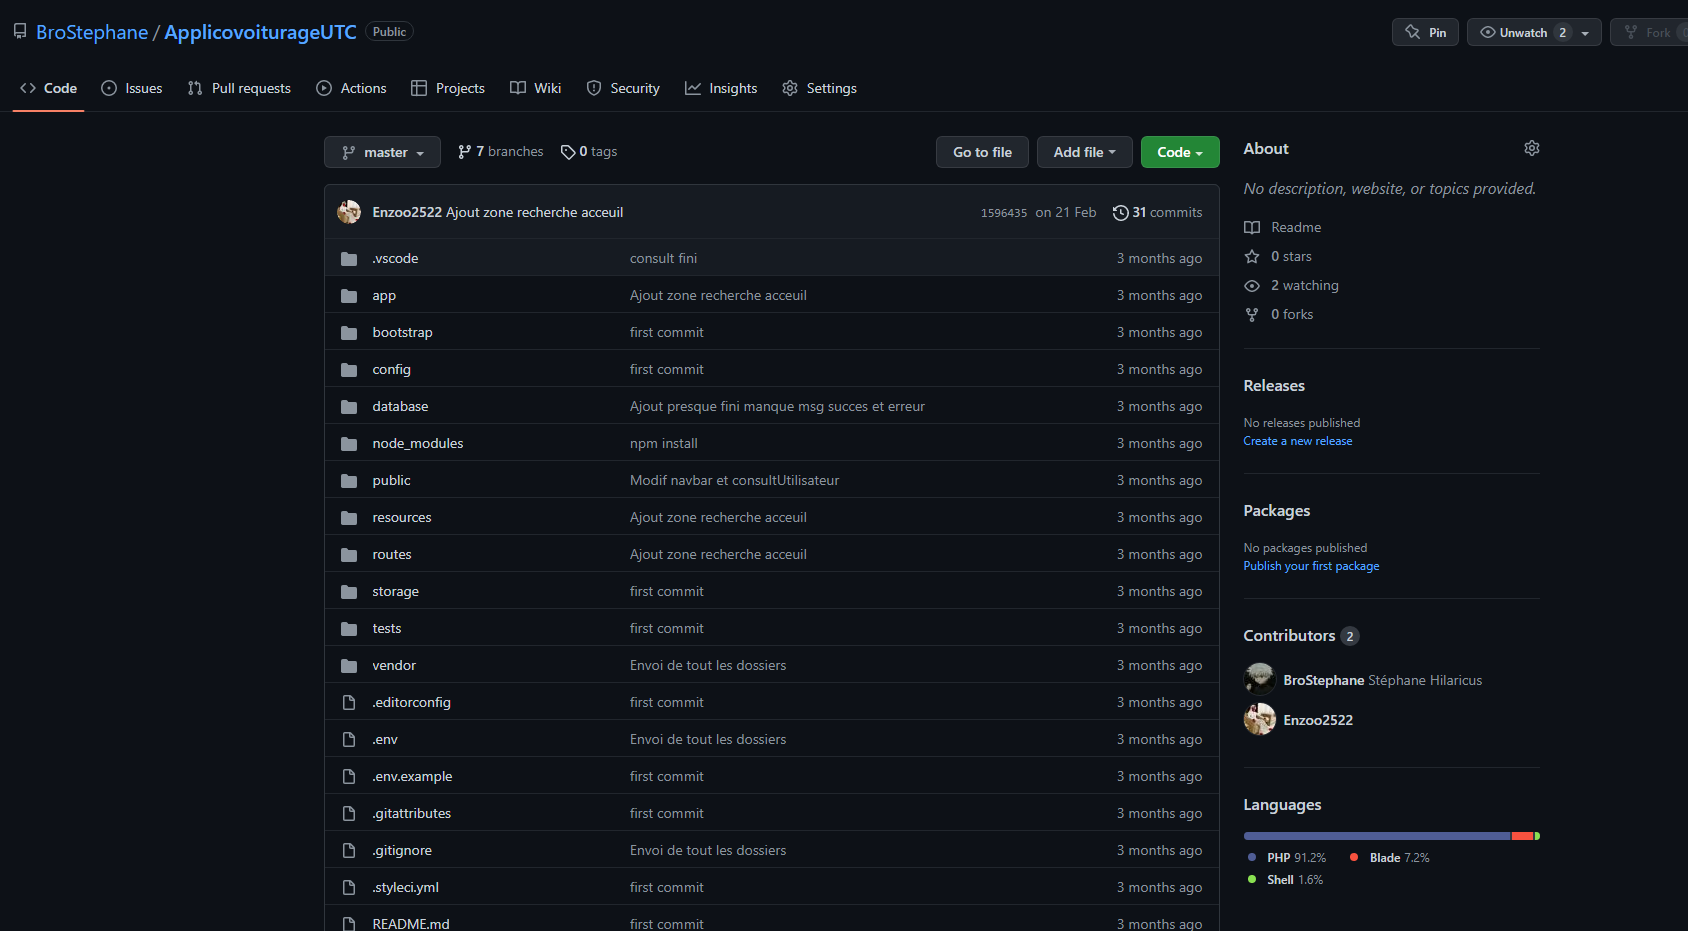 BroStephane / ApplicovoiturageUTC Public
Pin Unwatch 2 Fork
Code Issues Pull requests Actions Projects Wiki Security Insights Settings
master 7 branches 0 tags Go to file Add file Code
Enzoo2522 Ajout zone recherche acceuil 1596435 on 21 Feb 31 commits
.vscode consult fini 3 months ago
app Ajout zone recherche acceuil 3 months ago
bootstrap first commit 3 months ago
config first commit 3 months ago
database Ajout presque fini manque msg succes et erreur 3 months ago
node_modules npm install 3 months ago
public Modif navbar et consultUtilisateur 3 months ago
resources Ajout zone recherche acceuil 3 months ago
routes Ajout zone recherche acceuil 3 months ago
storage first commit 3 months ago
tests first commit 3 months ago
vendor Envoi de tout les dossiers 3 months ago
.editorconfig first commit 3 months ago
.env Envoi de tout les dossiers 3 months ago
.env.example first commit 3 months ago
.gitattributes first commit 3 months ago
.gitignore Envoi de tout les dossiers 3 months ago
.styleci.yml first commit 3 months ago
README.md first commit 3 months ago
About
No description, website, or topics provided.
Readme
0 stars
2 watching
0 forks
Releases
No releases published
Create a new release
Packages
No packages published
Publish your first package
Contributors 2
BroStephane Stéphane Hilaricus
Enzoo2522
Languages
PHP 91.2% Blade 7.2%
Shell 1.6%